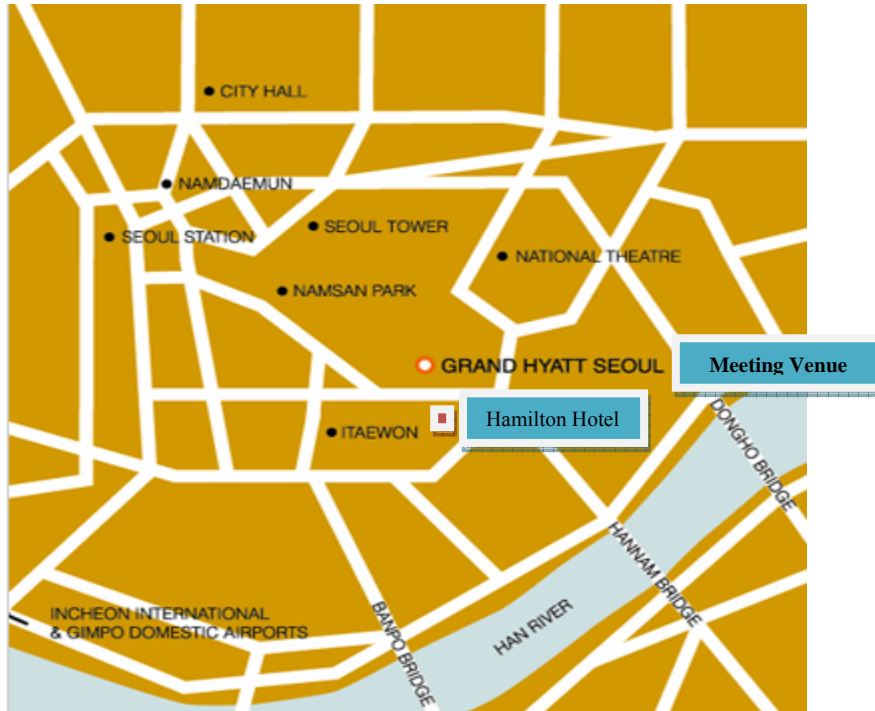 CITY HALL
NAMDAEMUN
SEOUL TOWER
SEOUL STATION
NATIONAL THEATRE
NAMSAN PARK
GRAND HYATT SEOUL
Meeting Venue
Hamilton Hotel
ITAEWON
DONGHO BRIDGE
HANNAM BRIDGE
INCHEON INTERNATIONAL
& GIMPO DOMESTIC AIRPORTS
BANPO BRIDGE
HAN RIVER